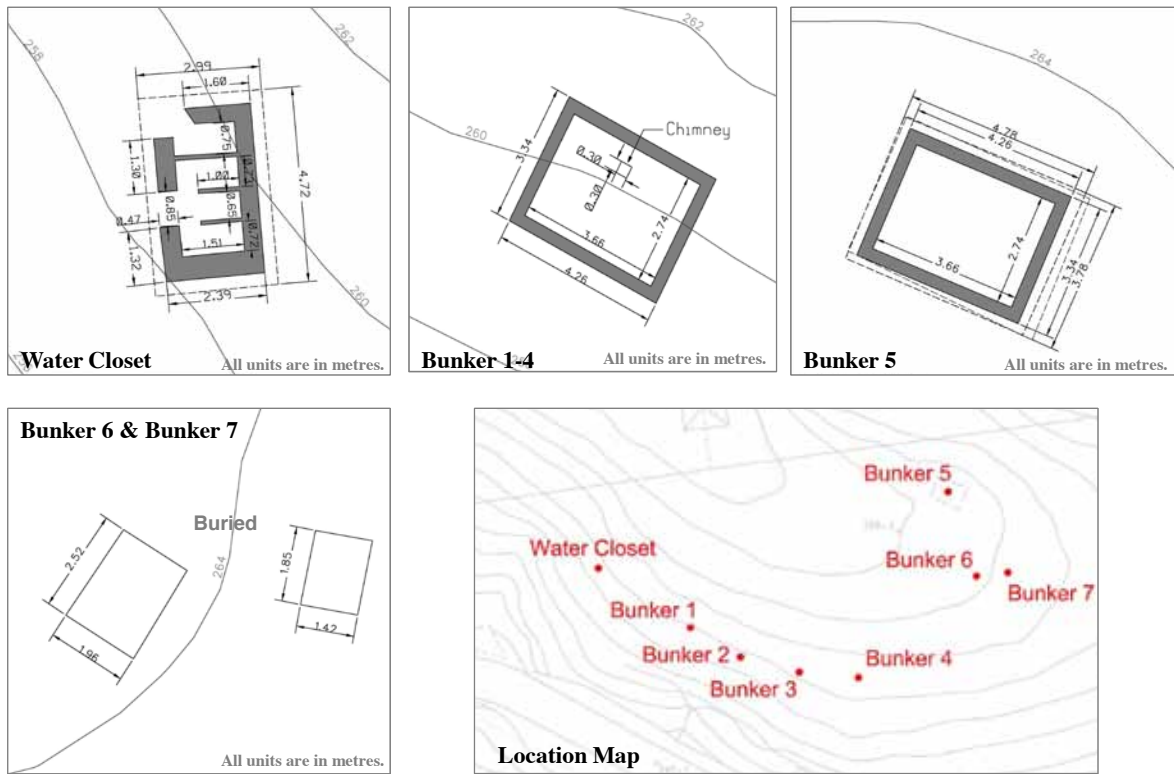 258
262
2.99
1.60
0.75
0.73
1.30
1.00
4.72
0.47
0.85
0.65
0.72
1.51
1.32
2.39
260
Water Closet
All units are in metres.
262
260
Chimney
3.34
0.30
0.30
2.74
3.66
4.26
Bunker 1-4
All units are in metres.
264
4.78
4.26
2.74
3.34
3.78
3.66
Bunker 5
All units are in metres.
Bunker 6 & Bunker 7
Buried
2.52
264
1.85
1.96
1.42
All units are in metres.
Bunker 5
Water Closet
Bunker 6
Bunker 7
Bunker 1
Bunker 2
Bunker 4
Bunker 3
Location Map